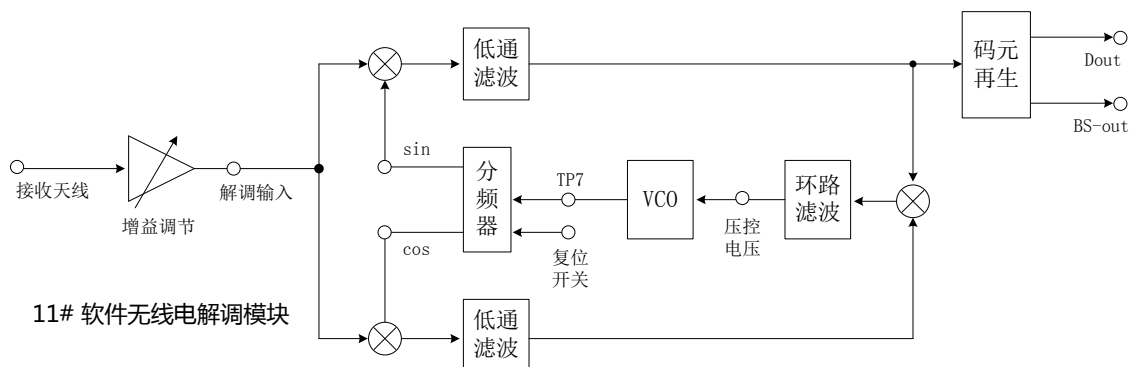 低通
滤波
码元
再生
Dout
BS-out
sin
接收天线
增益调节
解调输入
分
频
器
TP7
VCO
压控
电压
环路
滤波
cos
复位
开关
11# 软件无线电解调模块
低通
滤波